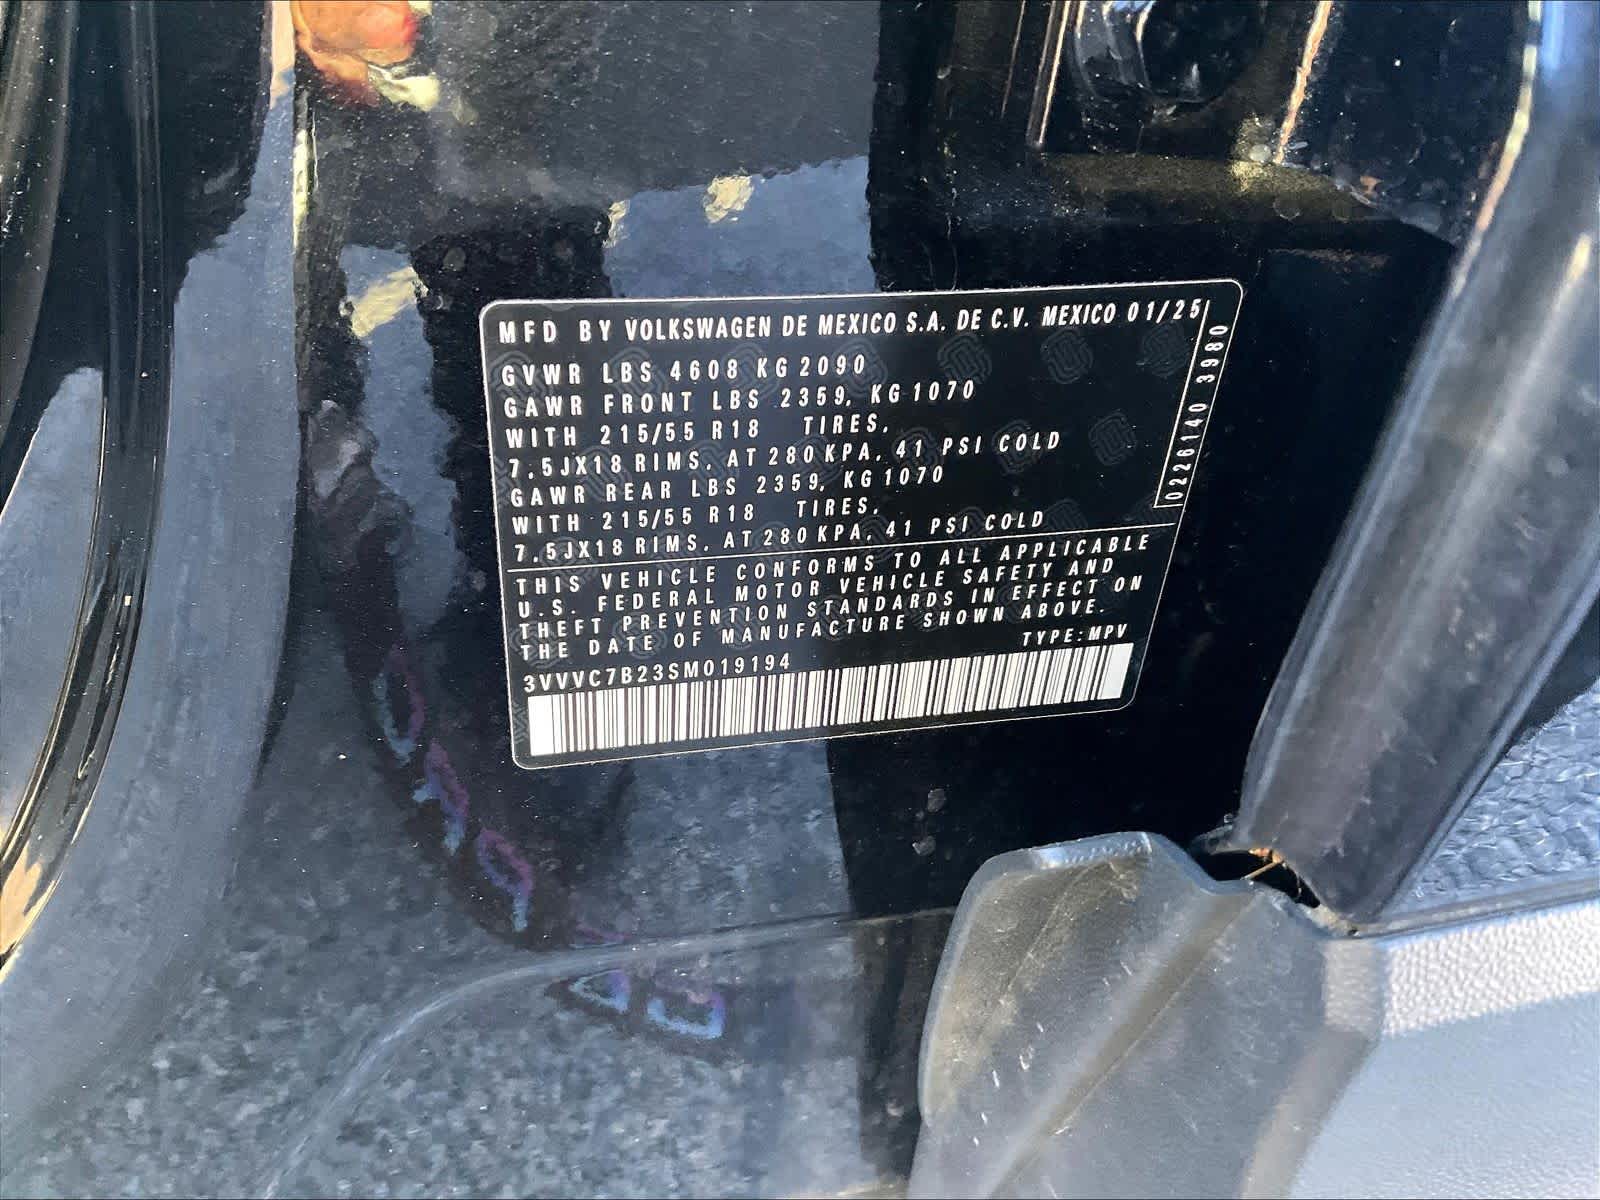 MFD BY VOLKSWAGEN DE MEXICO S.A. DE C.V. MEXICO 01/25
GVWR LBS 4608 KG 2090
GAWR FRONT LBS 2359, KG 1070
WITH 215/55 R18 TIRES,
7,5JX18 RIMS, AT 280 KPA, 41 PSI COLD
GAWR REAR LBS 2359, KG 1070
WITH 215/55 R18 TIRES,
7,5JX18 RIMS, AT 280 KPA, 41 PSI COLD
0226140 3980
THIS VEHICLE CONFORMS TO ALL APPLICABLE
U.S. FEDERAL MOTOR VEHICLE SAFETY AND
THEFT PREVENTION STANDARDS IN EFFECT ON
THE DATE OF MANUFACTURE SHOWN ABOVE.
TYPE: MPV
3VVVC7B23SM019194